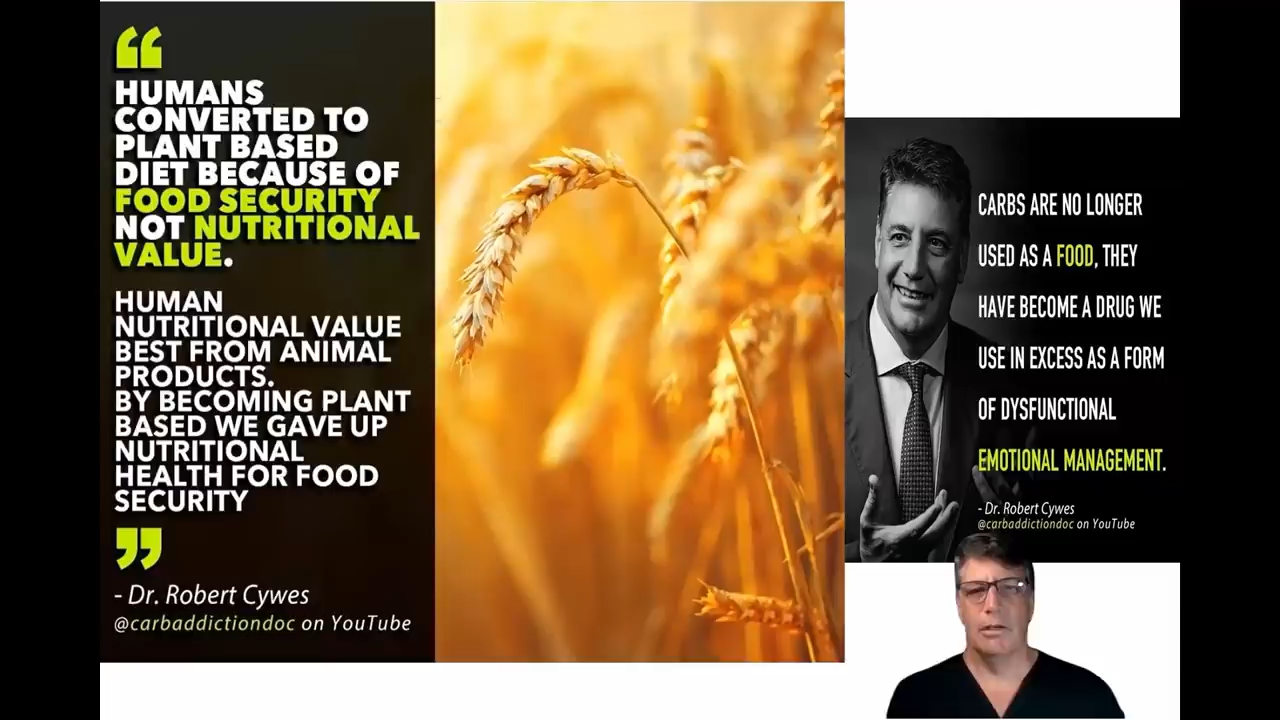 “
HUMANS
CONVERTED TO
PLANT BASED
DIET BECAUSE OF
FOOD SECURITY
NOT NUTRITIONAL
VALUE.
HUMAN
NUTRITIONAL VALUE
BEST FROM ANIMAL
PRODUCTS.
BY BECOMING PLANT
BASED WE GAVE UP
NUTRITIONAL
HEALTH FOR FOOD
SECURITY
”
- Dr. Robert Cywes
@carbaddictiondoc on YouTube
CARBS ARE NO LONGER
USED AS A FOOD, THEY
HAVE BECOME A DRUG WE
USE IN EXCESS AS A FORM
OF DYSFUNCTIONAL
EMOTIONAL MANAGEMENT.
- Dr. Robert Cywes
@carbaddictiondoc on YouTube